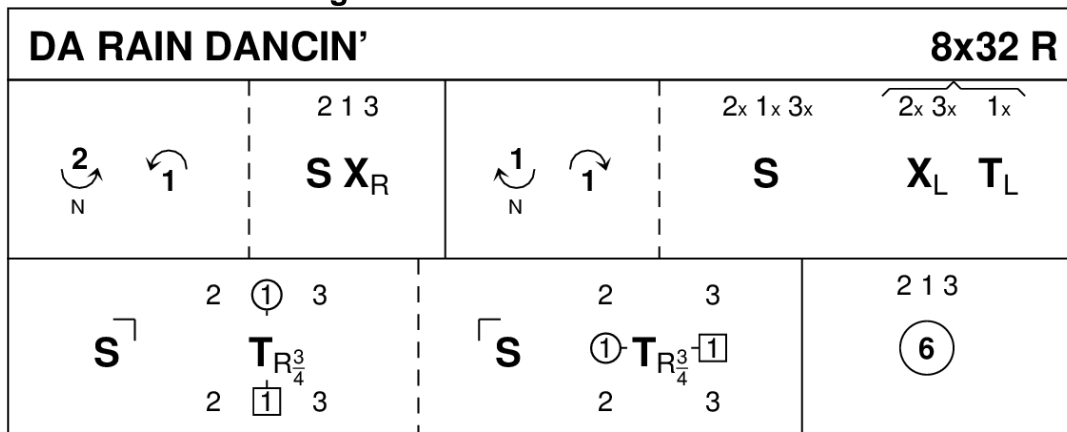 DA RAIN DANCIN’ 8x32 R
2 1 3 2x 1x 3x 2x 3x 1x
2 1 S XR 1 1 S XL TL
N N
2 1 3 2 3 2 1 3
S TR3/4 S 1 TR3/4 1 6
2 1 3 2 3